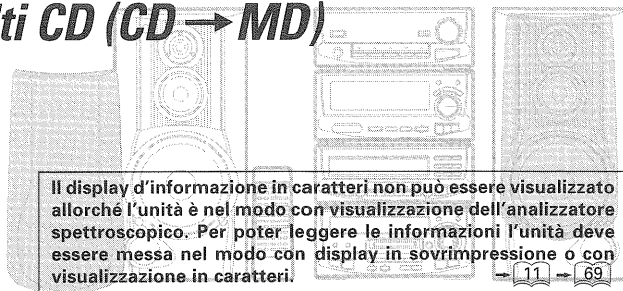 ti CD (CD → MD)
Il display d'informazione in caratteri non può essere visualizzato
allorché l'unità è nel modo con visualizzazione dell'analizzatore
spettroscopico. Per poter leggere le informazioni l'unità deve
essere messa nel modo con display in sovrimpressione o con
visualizzazione in caratteri. → 11 → 69